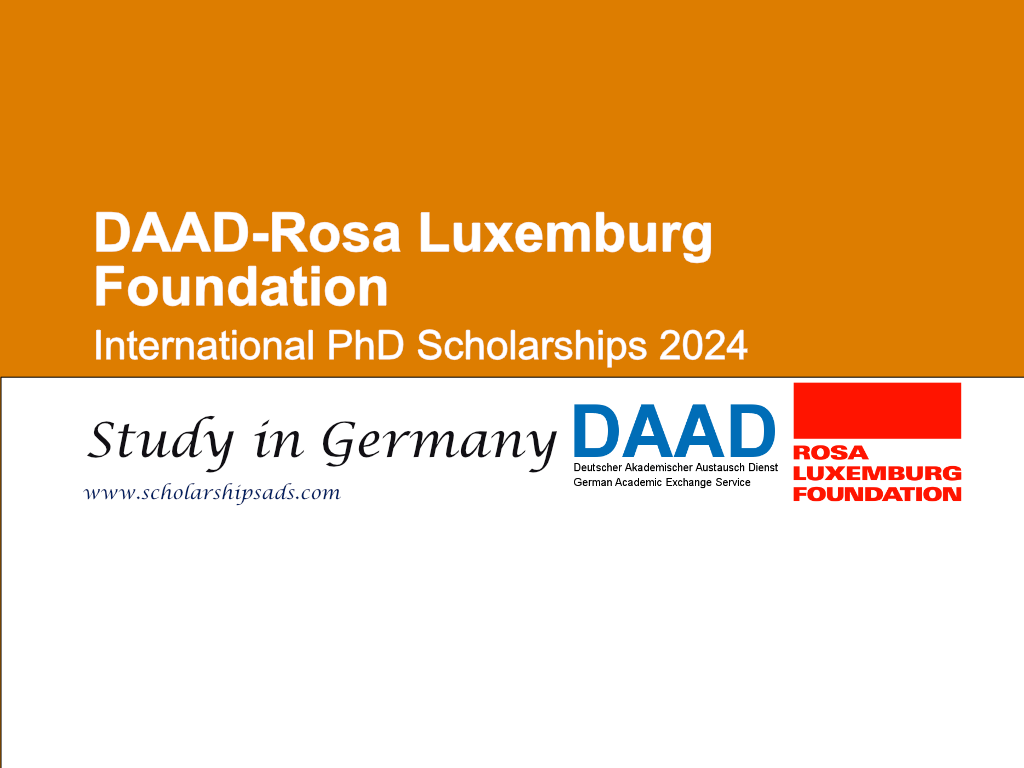 DAAD-Rosa Luxemburg
Foundation
International PhD Scholarships 2024
Study in Germany
www.scholarshipsads.com
DAAD
Deutscher Akademischer Austausch Dienst
German Academic Exchange Service
ROSA
LUXEMBURG
FOUNDATION